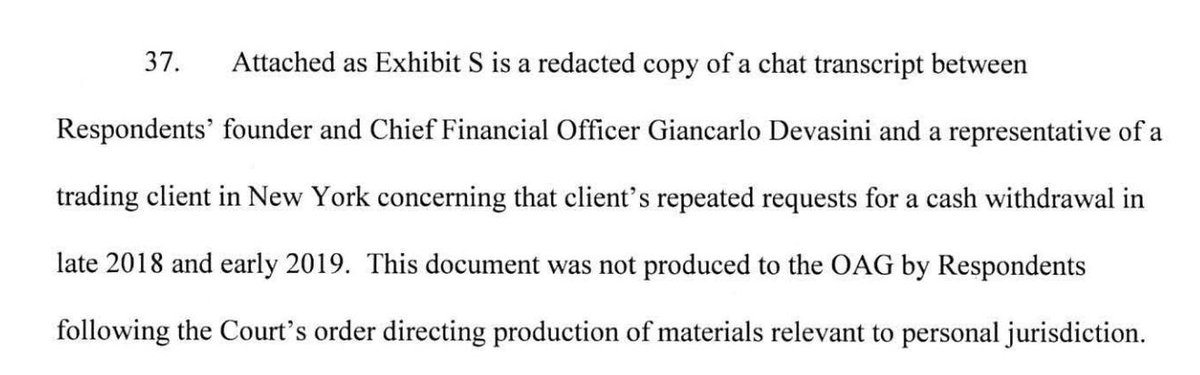 37. Attached as Exhibit S is a redacted copy of a chat transcript between
Respondents’ founder and Chief Financial Officer Giancarlo Devasini and a representative of a
trading client in New York concerning that client’s repeated requests for a cash withdrawal in
late 2018 and early 2019. This document was not produced to the OAG by Respondents
following the Court’s order directing production of materials relevant to personal jurisdiction.